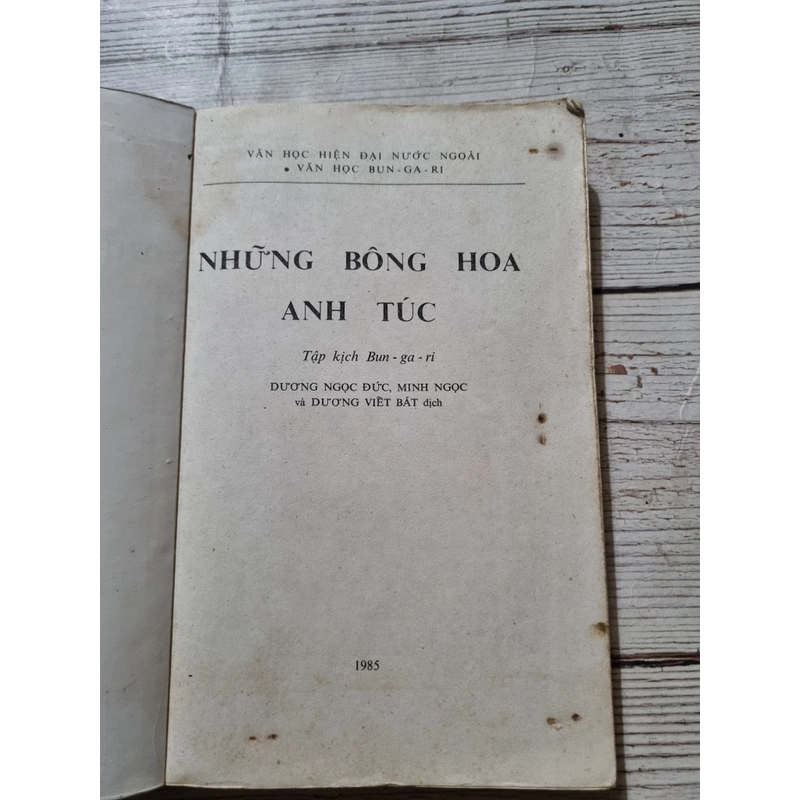 VĂN HỌC HIỆN ĐẠI NƯỚC NGOÀI
• VĂN HỌC BUN-GA-RI
NHỮNG BÔNG HOA
ANH TÚC
Tập kịch Bun-ga-ri
DƯƠNG NGỌC ĐỨC, MINH NGỌC
và DƯƠNG VIẾT BÁT dịch
1985